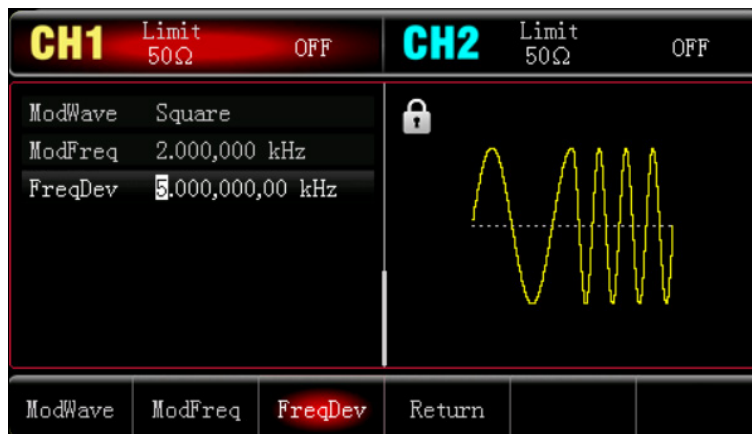 CH1 Limit 50Ω OFF CH2 Limit 50Ω OFF
ModWave Square
ModFreq 2.000,000 kHz
FreqDev 5.000,000,00 kHz
ModWave ModFreq FreqDev Return